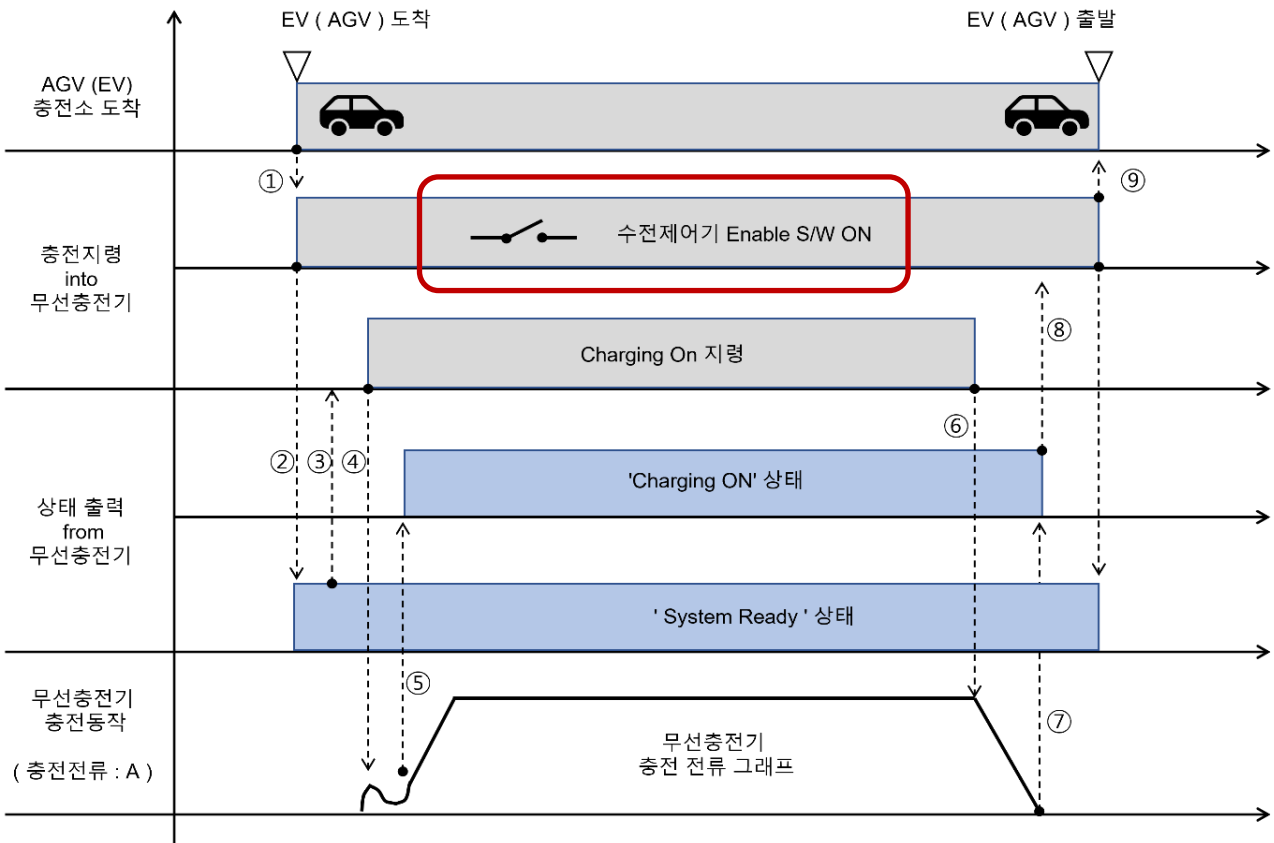 EV ( AGV ) 도착
EV ( AGV ) 출발
AGV (EV)
충전소 도착
①
⑨
수전제어기 Enable S/W ON
충전지령
into
무선충전기
⑧
Charging On 지령
⑥
②
③
④
'Charging ON' 상태
상태 출력
from
무선충전기
' System Ready ' 상태
⑤
무선충전기
충전동작
( 충전전류 : A )
⑦
무선충전기
충전 전류 그래프